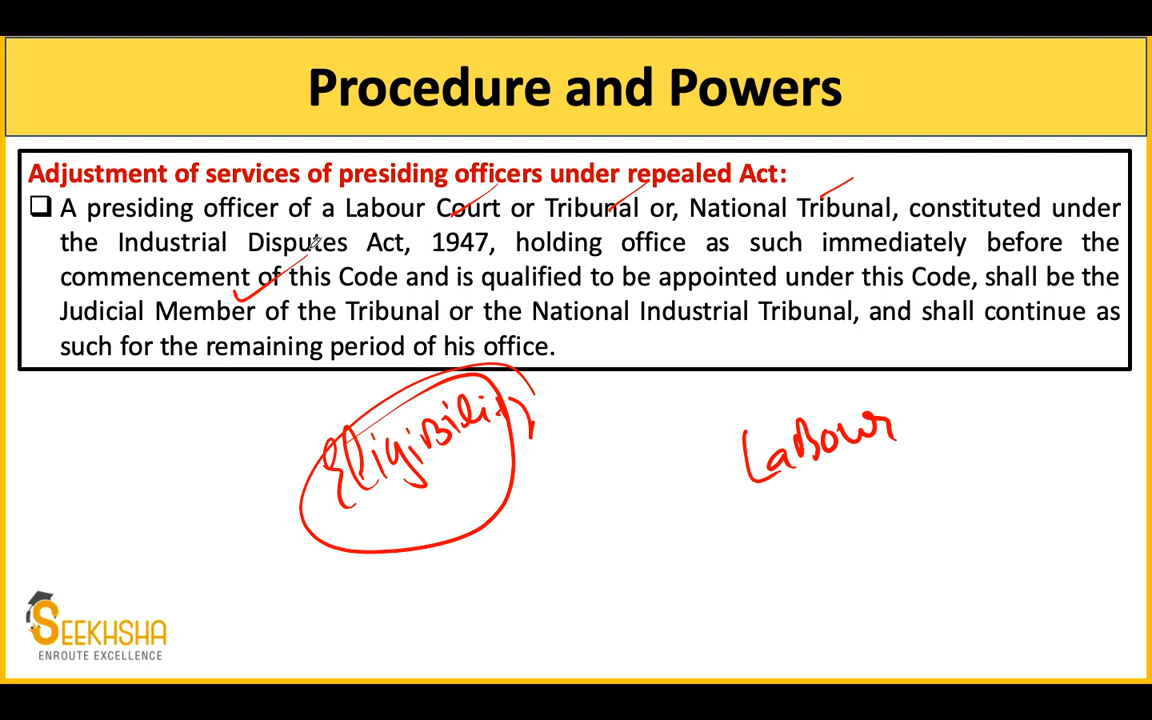 Procedure and Powers
Adjustment of services of presiding officers under repealed Act:
❑ A presiding officer of a Labour Court or Tribunal or, National Tribunal, constituted under
the Industrial Disputes Act, 1947, holding office as such immediately before the
commencement of this Code and is qualified to be appointed under this Code, shall be the
Judicial Member of the Tribunal or the National Industrial Tribunal, and shall continue as
such for the remaining period of his office.
Eligibility
Labour
SEEKHSHA
ENROUTE EXCELLENCE